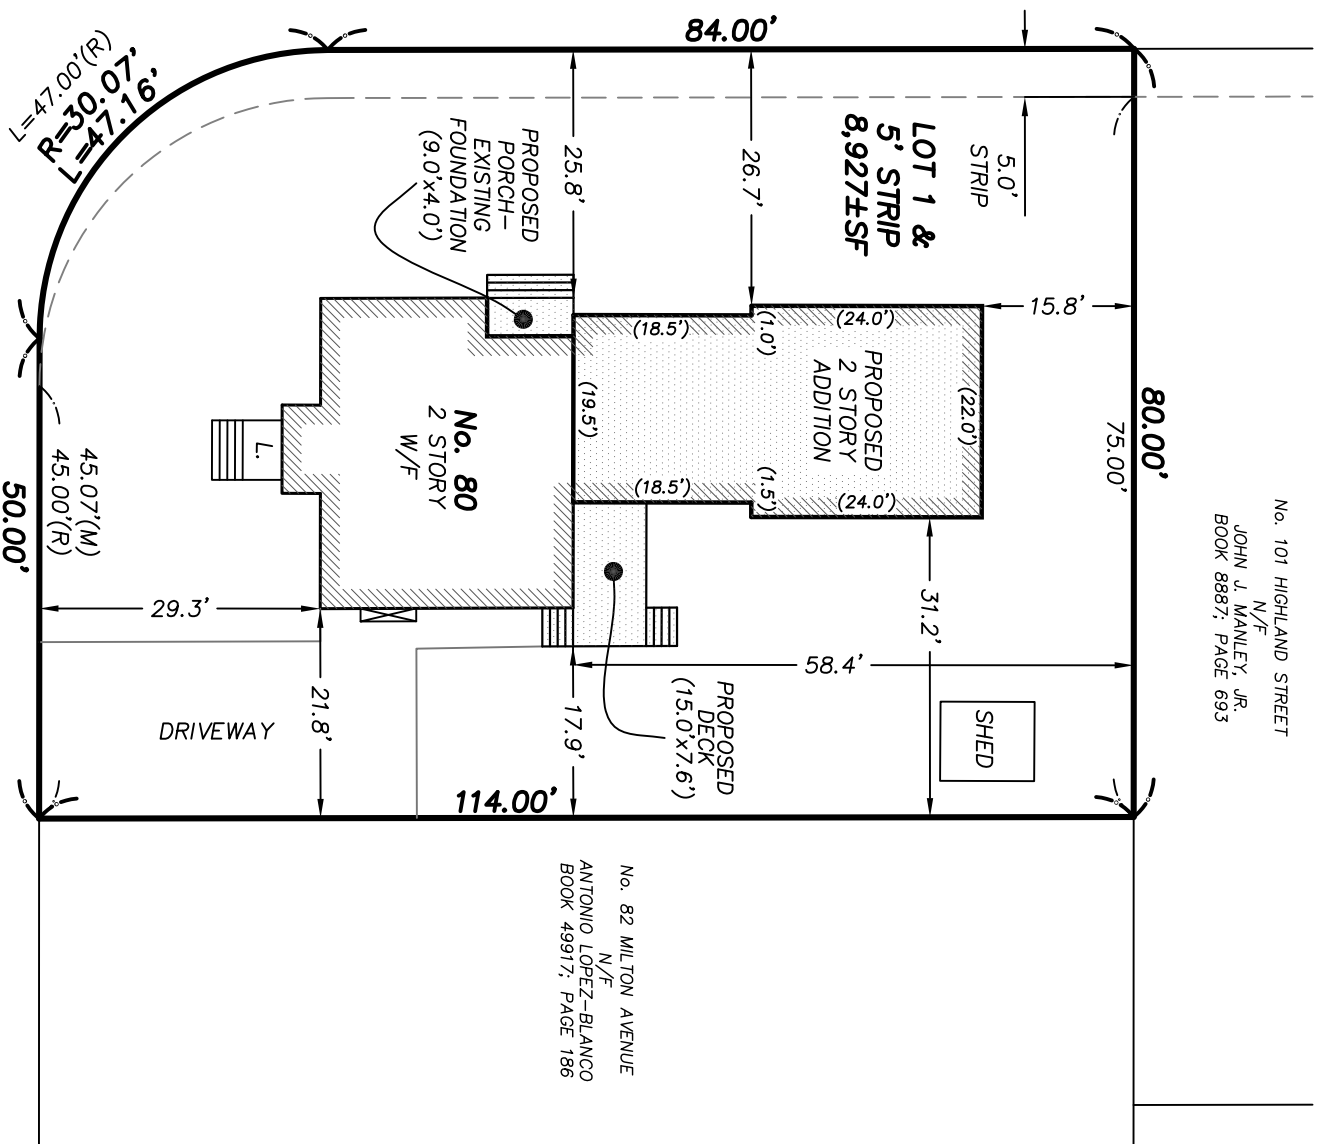 84.00'
L=47.00'(R)
R=30.07'
L=47.16'
PROPOSED
PORCH-
EXISTING
FOUNDATION
(9.0'x4.0')
25.8'
26.7'
LOT 1 &
5' STRIP
8,927±SF
5.0'
STRIP
15.8'
80.00'
75.00'
(18.5')
(1.0')
(24.0')
PROPOSED
2 STORY
ADDITION
(22.0')
(19.5')
(18.5')
(1.5')
(24.0')
No. 80
2 STORY
W/F
L.
45.07'(M)
45.00'(R)
50.00'
29.3'
21.8'
DRIVEWAY
17.9'
58.4'
31.2'
PROPOSED
DECK
(15.0'x7.6')
SHED
114.00'
No. 101 HIGHLAND STREET
N/F
JOHN J. MANLEY, JR.
BOOK 8887; PAGE 693
No. 82 MILTON AVENUE
N/F
ANTONIO LOPEZ-BLANCO
BOOK 49917; PAGE 186